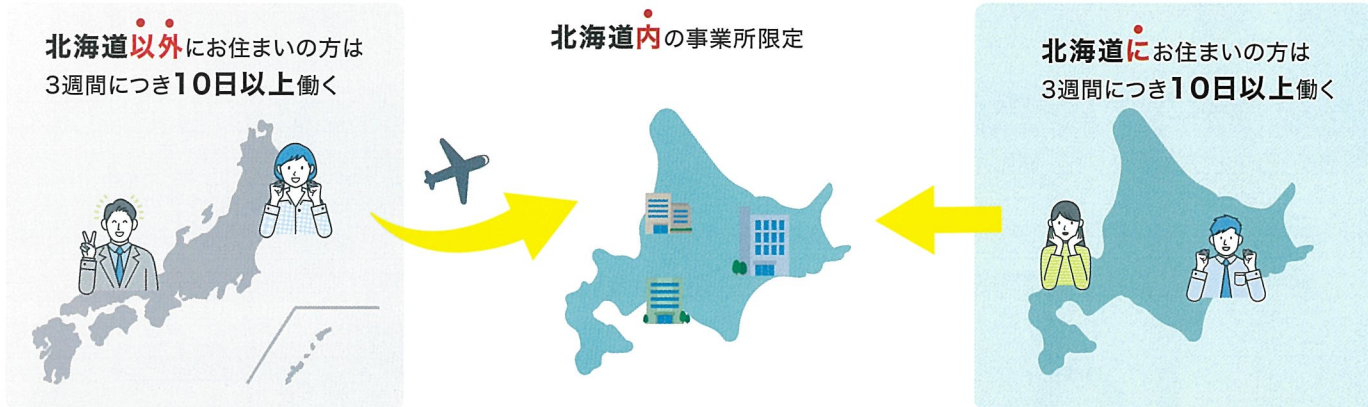 北海道以外にお住まいの方は
3週間につき10日以上働く
北海道内の事業所限定
北海道にお住まいの方は
3週間につき10日以上働く